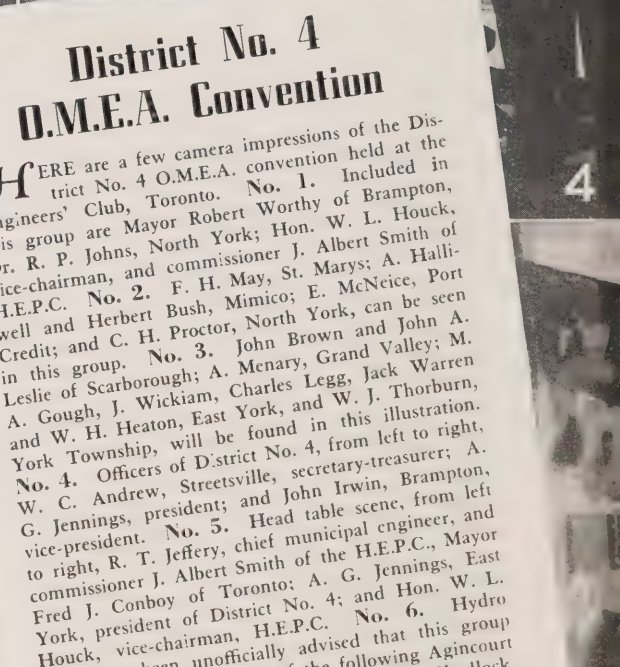 District No. 4
O.M.E.A. Convention
HERE are a few camera impressions of the Dis-
trict No. 4 O.M.E.A. convention held at the
Engineers' Club, Toronto. No. 1. Included in
this group are Mayor Robert Worthy of Brampton,
R. P. Johns, North York; Hon. W. L. Houck,
vice-chairman, and commissioner J. Albert Smith of
H.E.P.C. No. 2. F. H. May, St. Marys; A. Halli-
well and Herbert Bush, Mimico; E. McNeice, Port
Credit; and C. H. Proctor, North York, can be seen
in this group. No. 3. John Brown and John A.
Leslie of Scarborough; A. Menary, Grand Valley; M.
A. Gough, J. Wickiam, Charles Legg, Jack Warren
and W. H. Heaton, East York, and W. J. Thorburn,
York Township, will be found in this illustration.
No. 4. Officers of District No. 4, from left to right,
W. C. Andrew, Streetsville, secretary-treasurer; A.
G. Jennings, president; and John Irwin, Brampton,
vice-president. No. 5. Head table scene, from left
to right, R. T. Jeffery, chief municipal engineer, and
commissioner J. Albert Smith of the H.E.P.C., Mayor
Fred J. Conboy of Toronto; A. G. Jennings, East
York, president of District No. 4; and Hon. W. L.
Houck, vice-chairman, H.E.P.C. No. 6. Hydro
been unofficially advised that this group
the following Agincourt
4